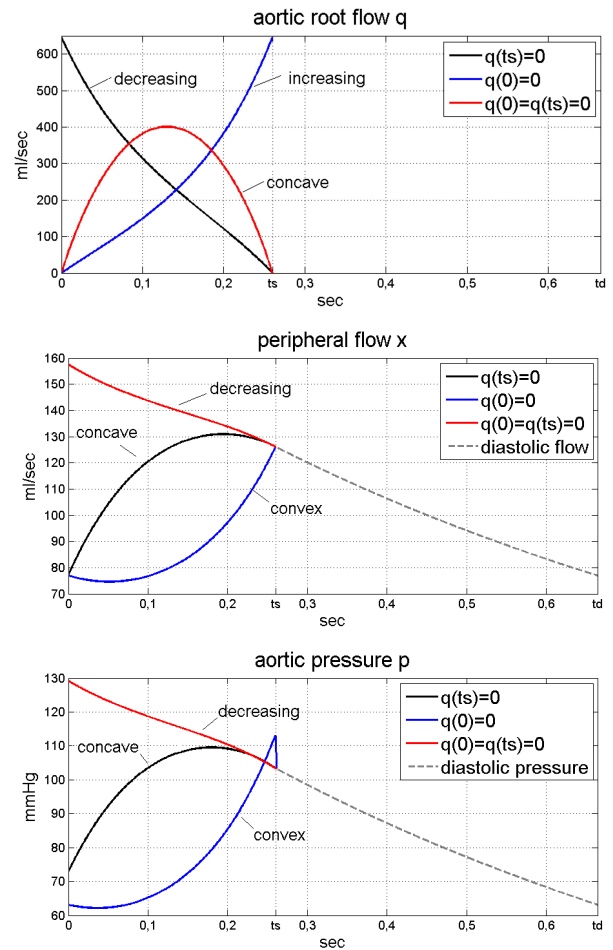 aortic root flow q
ml/sec
600
500
400
300
200
100
0
decreasing
increasing
concave
q(ts)=0
q(0)=0
q(0)=q(ts)=0
0 0,1 0,2 ts 0,3 0,4 0,5 0,6 td
sec
peripheral flow x
ml/sec
160
150
140
130
120
110
100
90
80
70
decreasing
concave
convex
q(ts)=0
q(0)=0
q(0)=q(ts)=0
diastolic flow
0 0,1 0,2 ts 0,3 0,4 0,5 0,6 td
sec
aortic pressure p
mmHg
130
120
110
100
90
80
70
60
decreasing
concave
convex
q(ts)=0
q(0)=0
q(0)=q(ts)=0
diastolic pressure
0 0,1 0,2 ts 0,3 0,4 0,5 0,6 td
sec